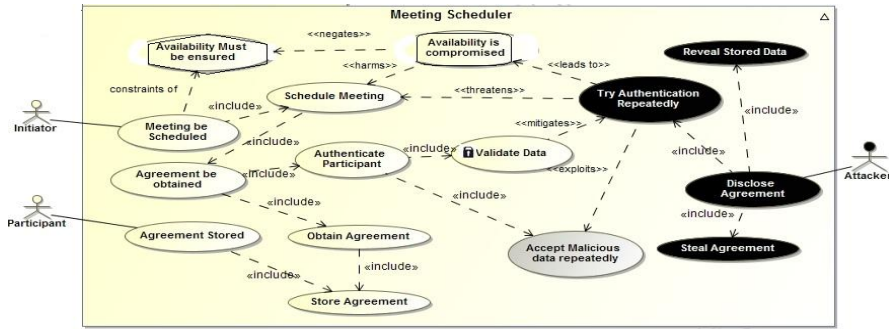 Meeting Scheduler
Availability Must
be ensured
<<negates>>
Availability is
compromised
<<harms>>
<<leads to>>
Reveal Stored Data
constraints of
Schedule Meeting
<<threatens>>
Try Authentication
Repeatedly
«include»
«include»
Initiator
Meeting be
Scheduled
«include»
<<mitigates>>
Authenticate
Participant
«include»
Validate Data
«include»
Attacker
Agreement be
obtained
«include»
<<exploits>>
Disclose
Agreement
Participant
«include»
«include»
«include»
Agreement Stored
Obtain Agreement
Accept Malicious
data repeatedly
Steal Agreement
«include»
«include»
Store Agreement